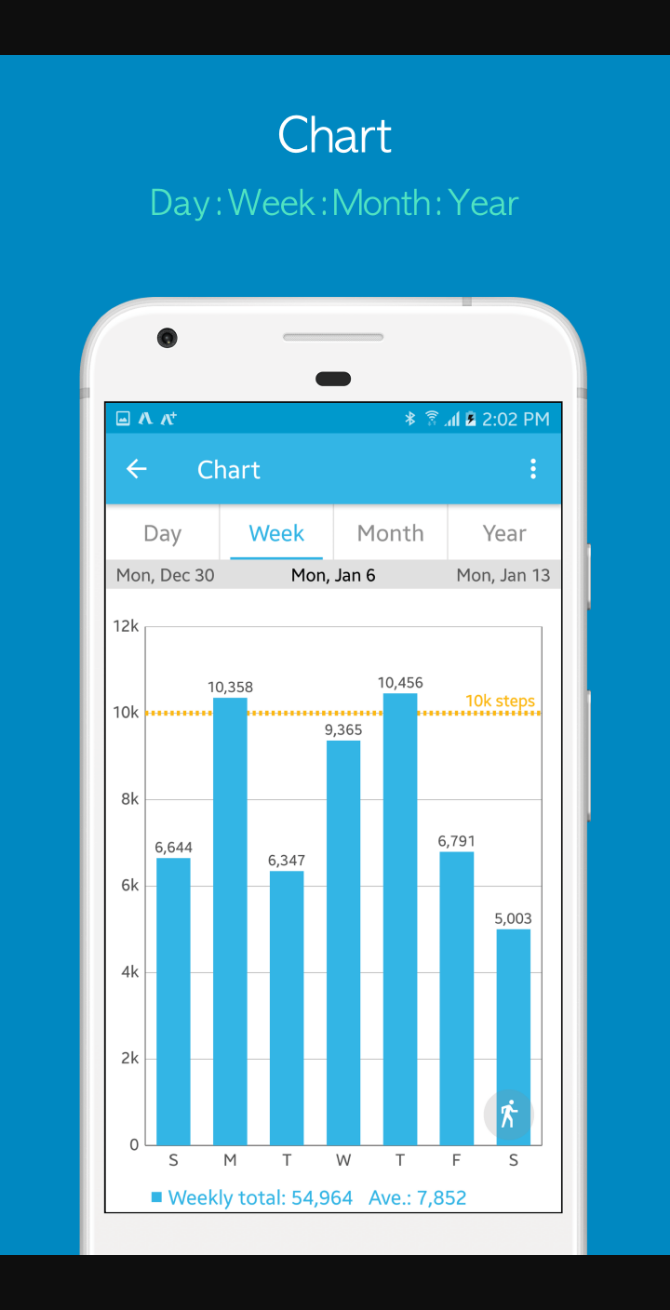 Chart
Day:Week:Month:Year
2:02 PM
Chart
Day Week Month Year
Mon, Dec 30 Mon, Jan 6 Mon, Jan 13
12k
10,358 10,456
10k steps
10k
9,365
8k
6,644 6,347 6,791
6k
5,003
4k
2k
0
S M T W T F S
Weekly total: 54,964 Ave.: 7,852